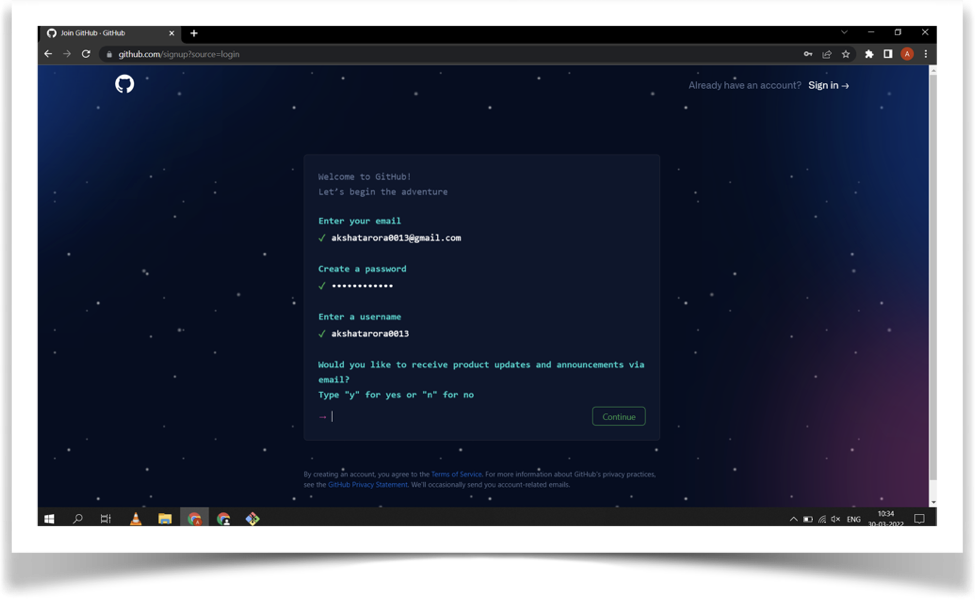 Join GitHub · GitHub
github.com/signup?source=login
A
Already have an account? Sign in →
Welcome to GitHub!
Let's begin the adventure
Enter your email
✓ akshatarora0013@gmail.com
Create a password
✓ ••••••••••••
Enter a username
✓ akshatarora0013
Would you like to receive product updates and announcements via
email?
Type "y" for yes or "n" for no
→
Continue
By creating an account, you agree to the Terms of Service. For more information about GitHub's privacy practices,
see the GitHub Privacy Statement. We'll occasionally send you account-related emails.
ENG
10:34
30-03-2022